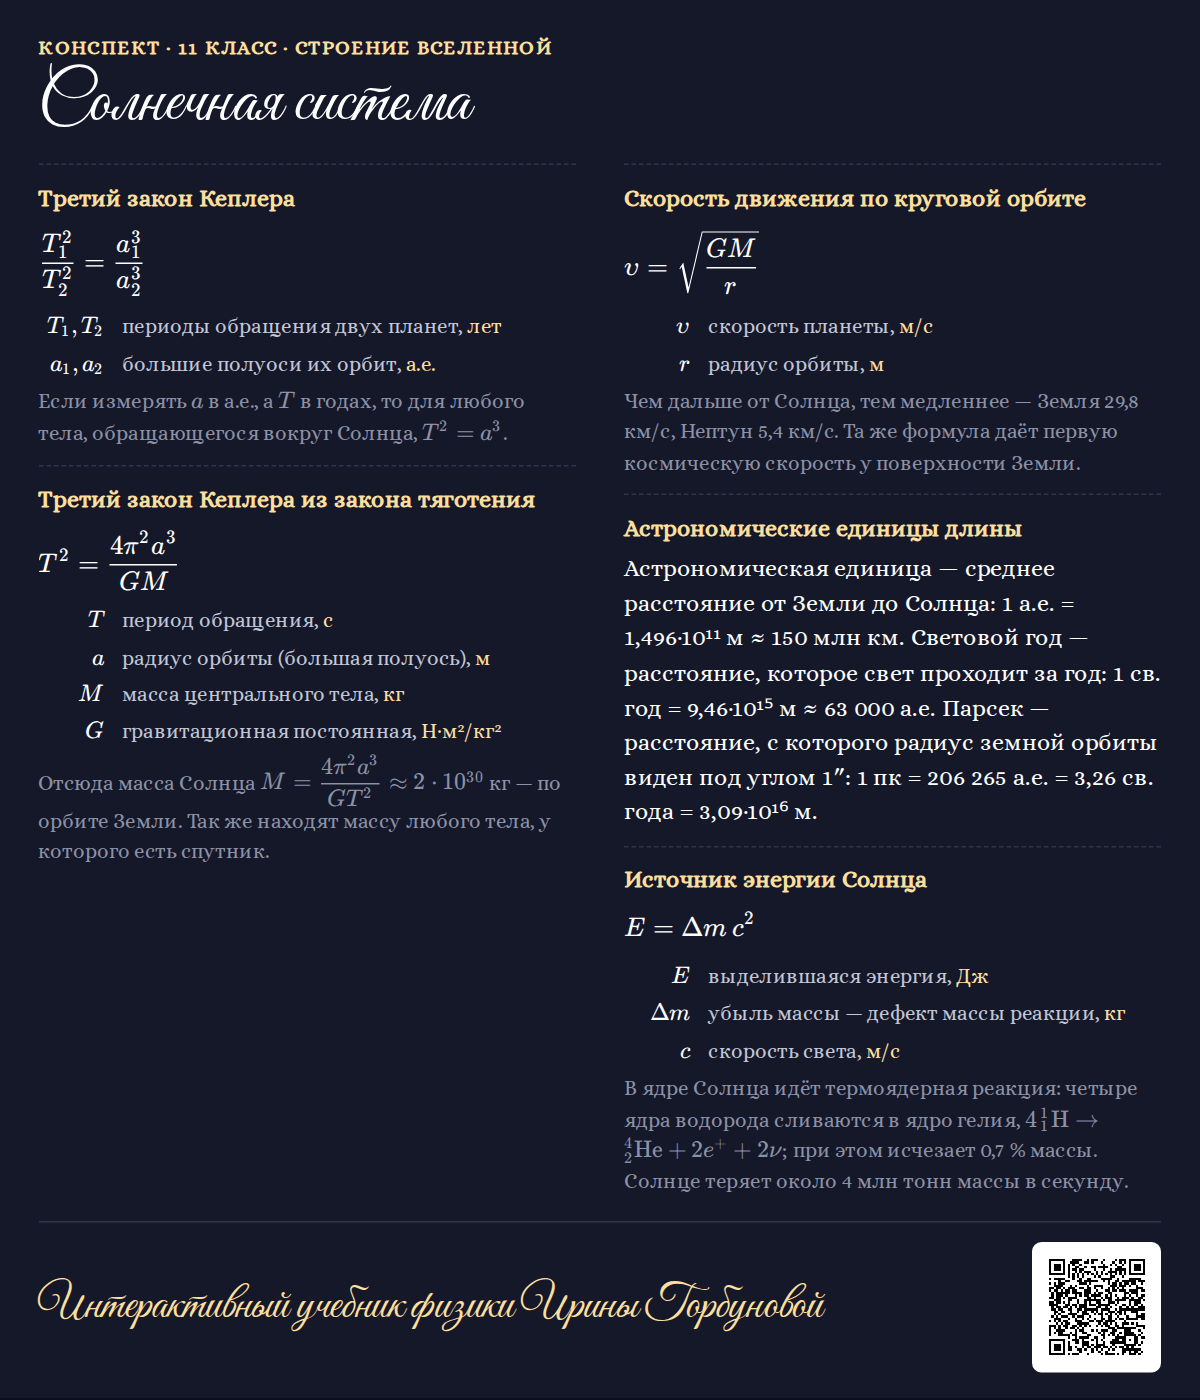 КОНСПЕКТ · 11 КЛАСС · СТРОЕНИЕ ВСЕЛЕННОЙ
Солнечная система
Третий закон Кеплера
T₁²/T₂² = a₁³/a₂³
T₁, T₂ периоды обращения двух планет, лет
a₁, a₂ большие полуоси их орбит, а.е.
Если измерять a в а.е., а T в годах, то для любого
тела, обращающегося вокруг Солнца, T² = a³.
Третий закон Кеплера из закона тяготения
T² = 4π²a³/GM
T период обращения, с
a радиус орбиты (большая полуось), м
M масса центрального тела, кг
G гравитационная постоянная, Н·м²/кг²
Отсюда масса Солнца M = 4π²a³/GT² ≈ 2 · 10³⁰ кг — по
орбите Земли. Так же находят массу любого тела, у
которого есть спутник.
Скорость движения по круговой орбите
υ = √(GM/r)
υ скорость планеты, м/с
r радиус орбиты, м
Чем дальше от Солнца, тем медленнее — Земля 29,8
км/с, Нептун 5,4 км/с. Та же формула даёт первую
космическую скорость у поверхности Земли.
Астрономические единицы длины
Астрономическая единица — среднее
расстояние от Земли до Солнца: 1 а.е. =
1,496·10¹¹ м ≈ 150 млн км. Световой год —
расстояние, которое свет проходит за год: 1 св.
год = 9,46·10¹⁵ м ≈ 63 000 а.е. Парсек —
расстояние, с которого радиус земной орбиты
виден под углом 1″: 1 пк = 206 265 а.е. = 3,26 св.
года = 3,09·10¹⁶ м.
Источник энергии Солнца
E = Δm c²
E выделившаяся энергия, Дж
Δm убыль массы — дефект массы реакции, кг
c скорость света, м/с
В ядре Солнца идёт термоядерная реакция: четыре
ядра водорода сливаются в ядро гелия, 4 ¹₁H →
⁴₂He + 2e⁺ + 2ν; при этом исчезает 0,7 % массы.
Солнце теряет около 4 млн тонн массы в секунду.
Интерактивный учебник физики Ирины Горбуновой